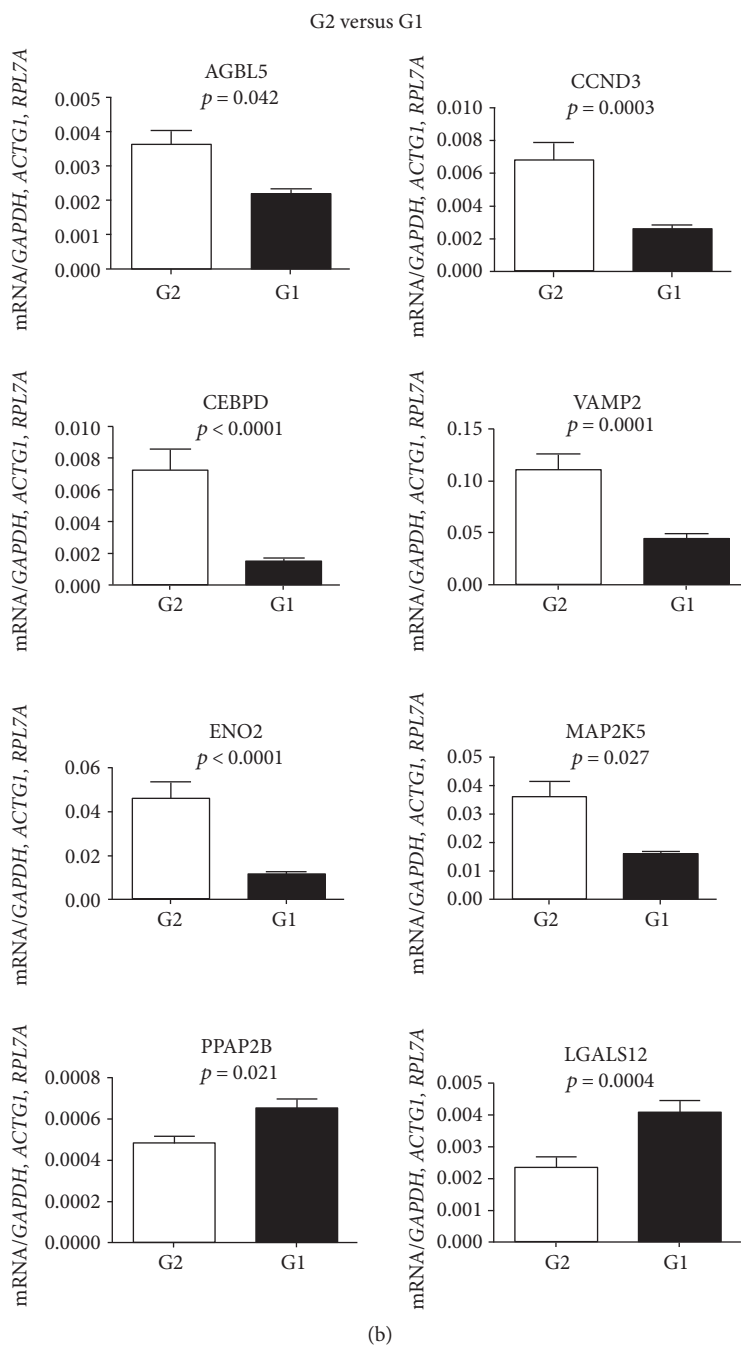 G2 versus G1
AGBL5
p = 0.042
mRNA/GAPDH, ACTG1, RPL7A
0.005
0.004
0.003
0.002
0.001
0.000
G2 G1
CCND3
p = 0.0003
mRNA/GAPDH, ACTG1, RPL7A
0.010
0.008
0.006
0.004
0.002
0.000
G2 G1
CEBPD
p < 0.0001
mRNA/GAPDH, ACTG1, RPL7A
0.010
0.008
0.006
0.004
0.002
0.000
G2 G1
VAMP2
p = 0.0001
mRNA/GAPDH, ACTG1, RPL7A
0.15
0.10
0.05
0.00
G2 G1
ENO2
p < 0.0001
mRNA/GAPDH, ACTG1, RPL7A
0.06
0.04
0.02
0.00
G2 G1
MAP2K5
p = 0.027
mRNA/GAPDH, ACTG1, RPL7A
0.05
0.04
0.03
0.02
0.01
0.00
G2 G1
PPAP2B
p = 0.021
mRNA/GAPDH, ACTG1, RPL7A
0.0008
0.0006
0.0004
0.0002
0.0000
G2 G1
LGALS12
p = 0.0004
mRNA/GAPDH, ACTG1, RPL7A
0.005
0.004
0.003
0.002
0.001
0.000
G2 G1
(b)